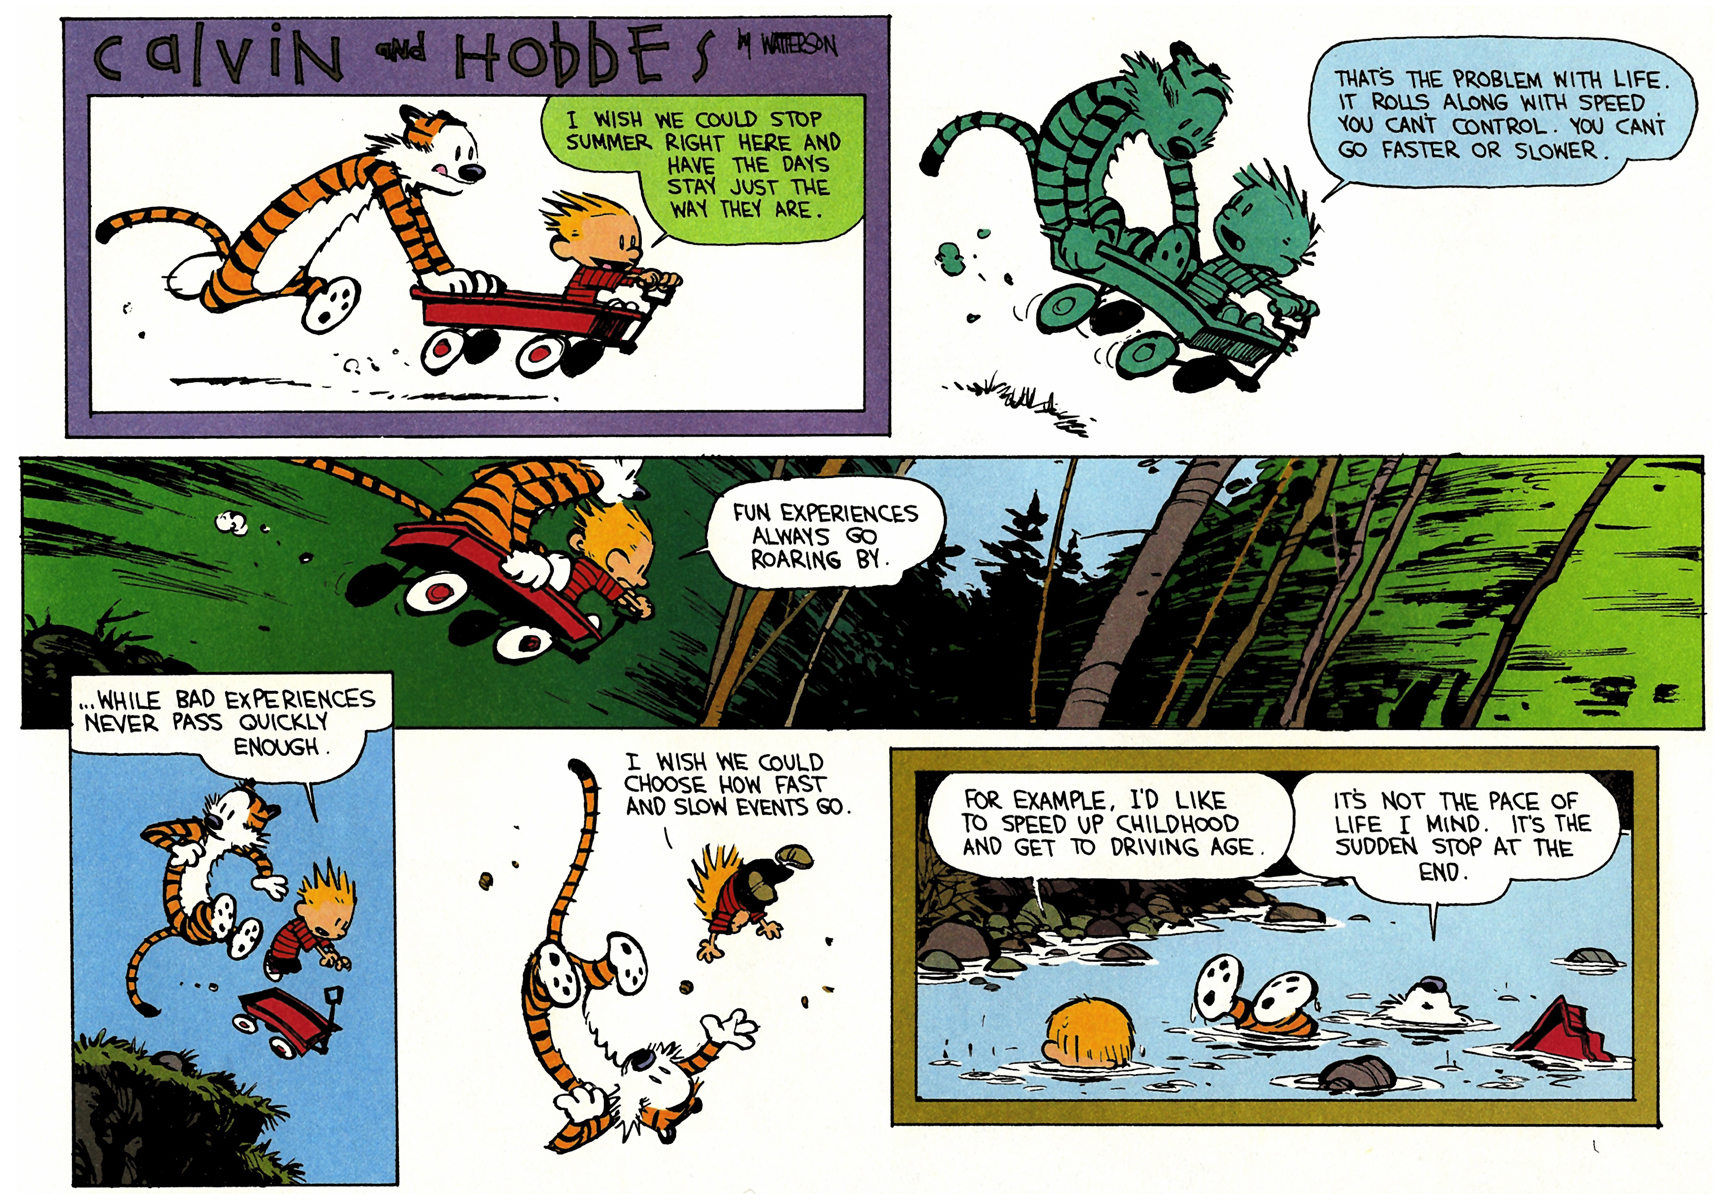 CALVIN AND HOBBES BY WATTERSON
I WISH WE COULD STOP
SUMMER RIGHT HERE AND
HAVE THE DAYS
STAY JUST THE
WAY THEY ARE.
THAT'S THE PROBLEM WITH LIFE.
IT ROLLS ALONG WITH SPEED
YOU CAN'T CONTROL. YOU CAN'T
GO FASTER OR SLOWER.
FUN EXPERIENCES
ALWAYS GO
ROARING BY.
...WHILE BAD EXPERIENCES
NEVER PASS QUICKLY
ENOUGH.
I WISH WE COULD
CHOOSE HOW FAST
AND SLOW EVENTS GO.
FOR EXAMPLE, I'D LIKE
TO SPEED UP CHILDHOOD
AND GET TO DRIVING AGE.
IT'S NOT THE PACE OF
LIFE I MIND. IT'S THE
SUDDEN STOP AT THE
END.